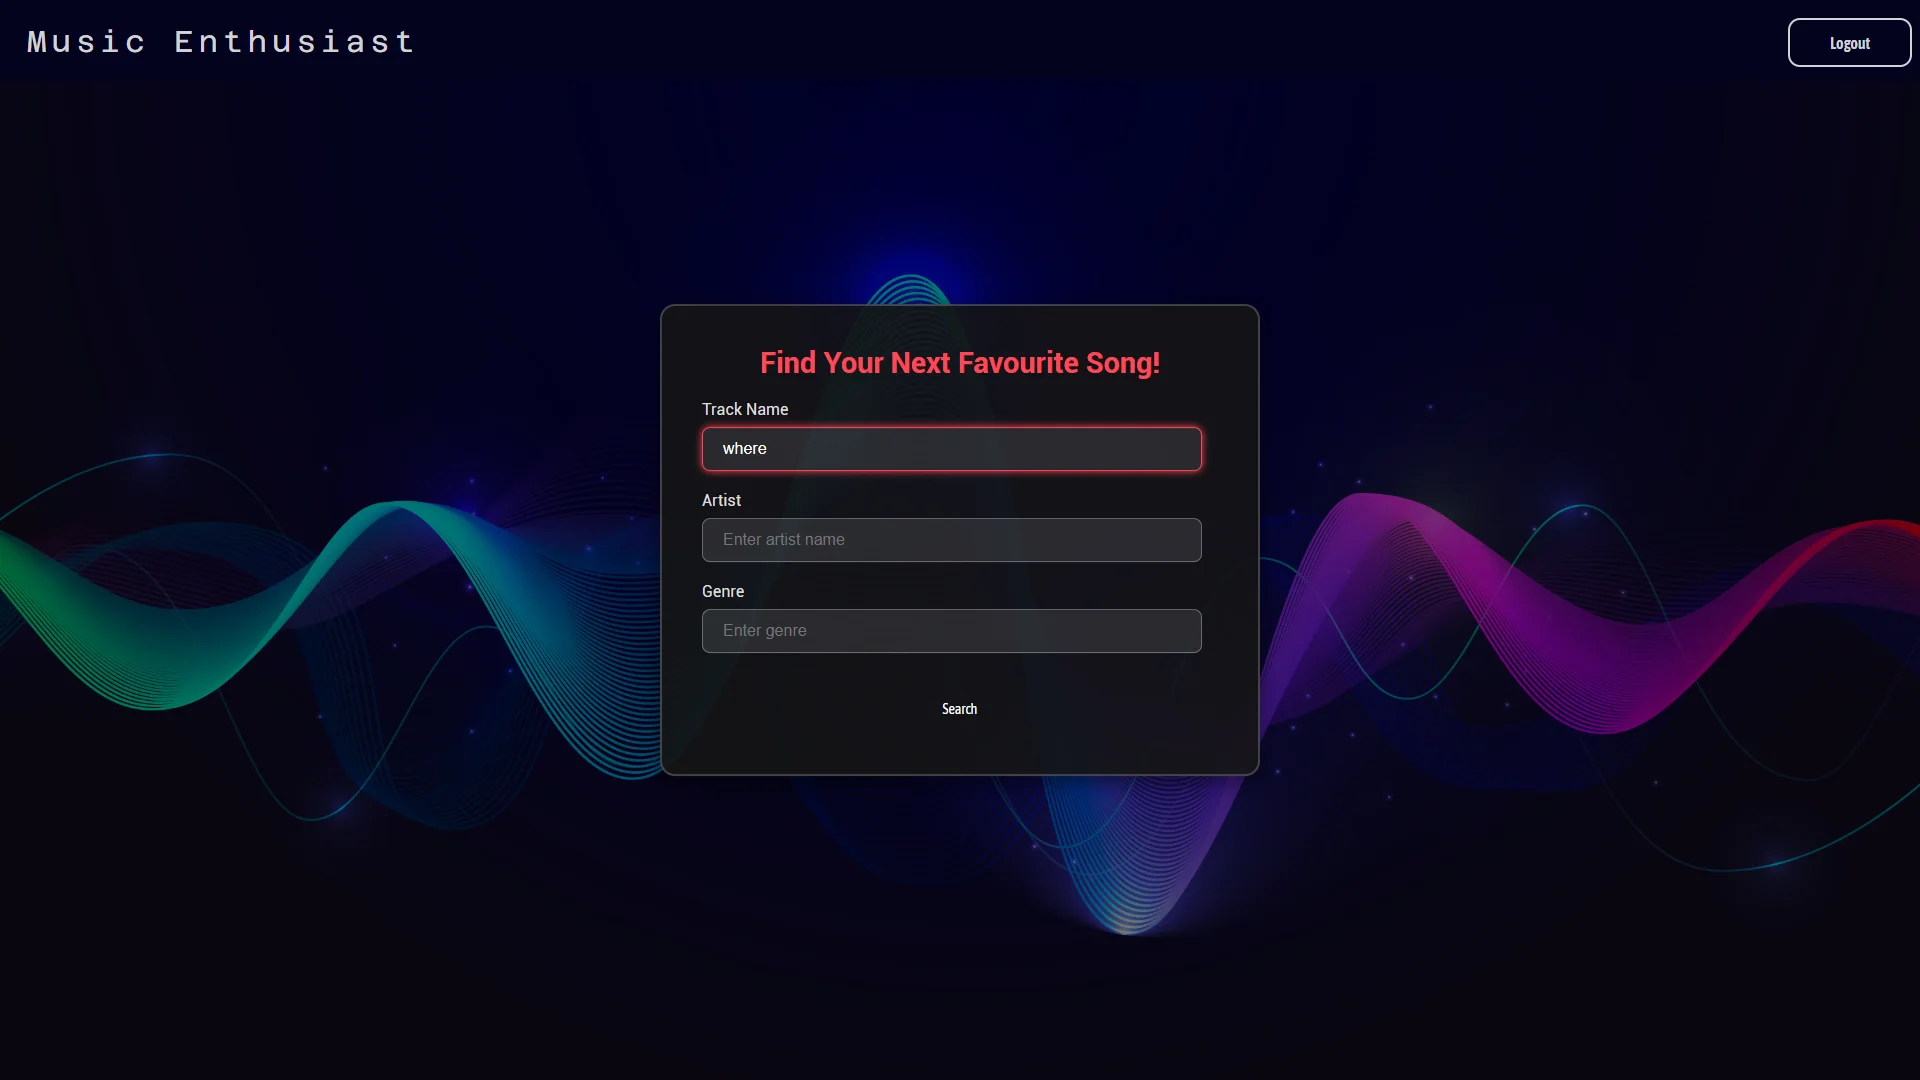 Music Enthusiast
Logout
Find Your Next Favourite Song!
Track Name
where
Artist
Enter artist name
Genre
Enter genre
Search